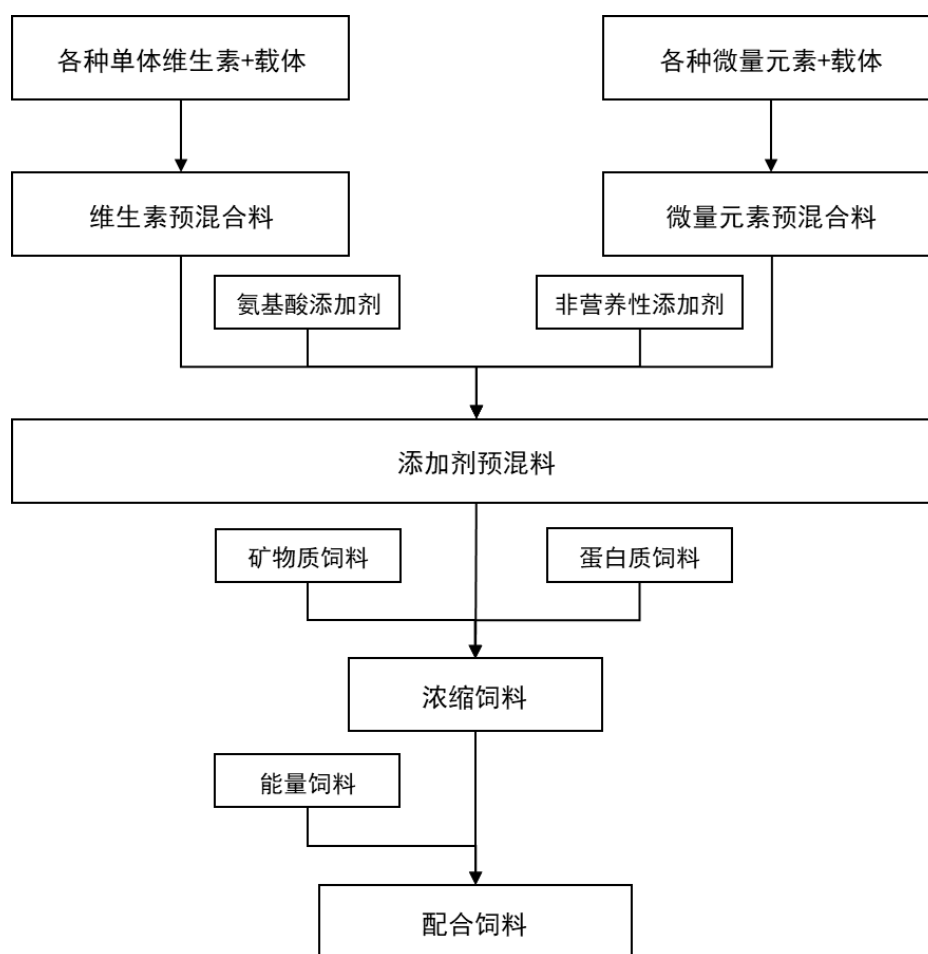 各种单体维生素+载体
各种微量元素+载体
维生素预混合料
微量元素预混合料
氨基酸添加剂
非营养性添加剂
添加剂预混料
矿物质饲料
蛋白质饲料
浓缩饲料
能量饲料
配合饲料